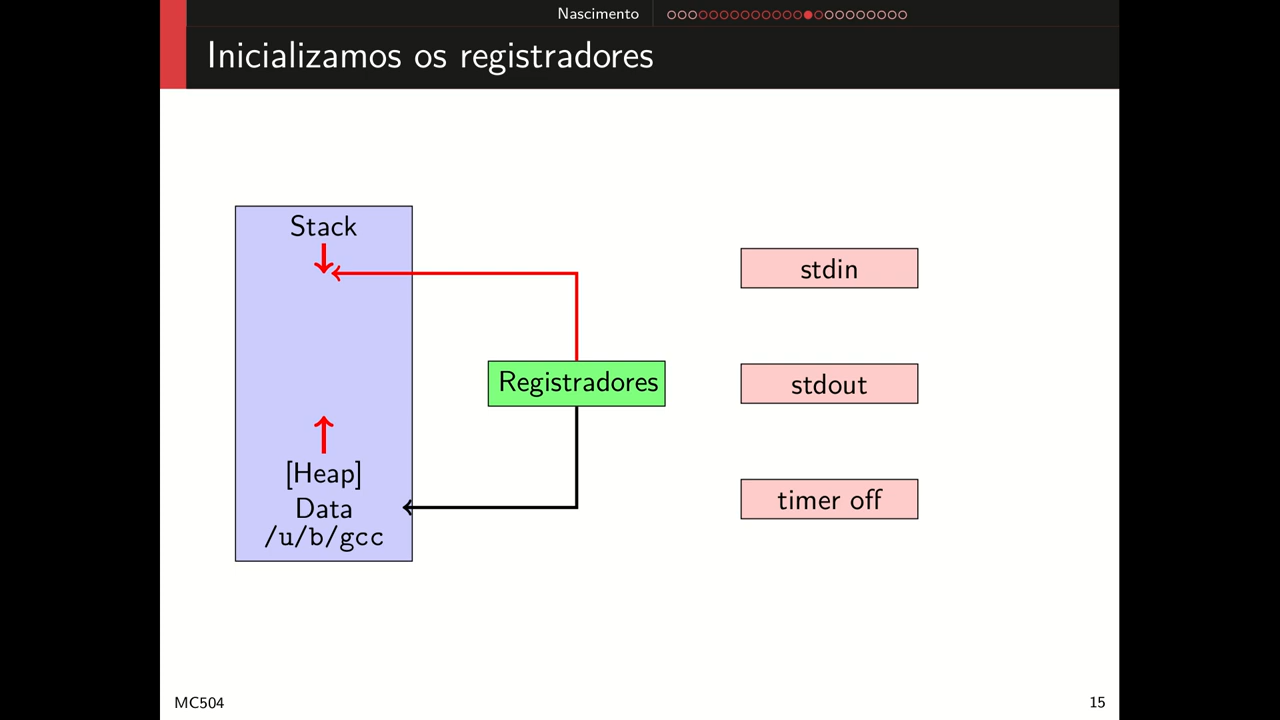 Nascimento
Inicializamos os registradores
Stack
stdin
Registradores
stdout
[Heap]
Data
/u/b/gcc
timer off
MC504
15